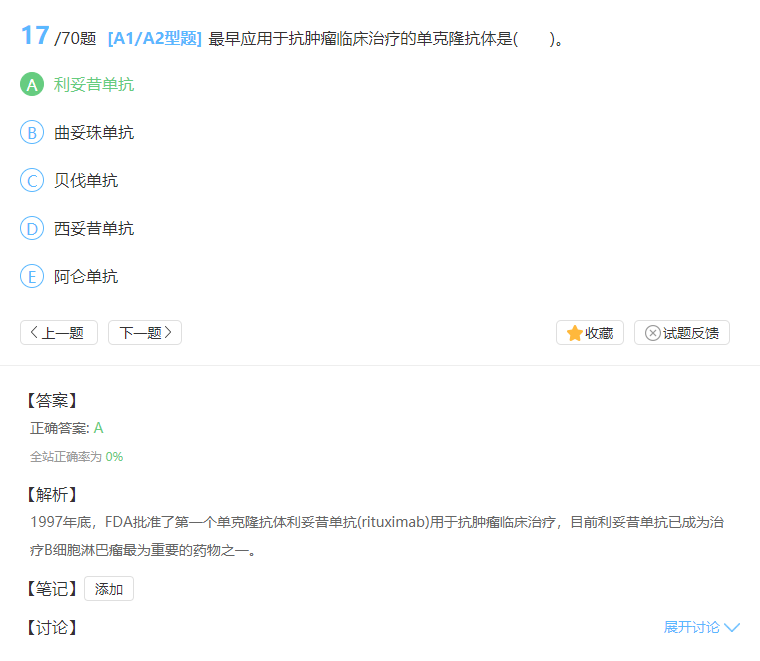 17 /70题 [A1/A2型题] 最早应用于抗肿瘤临床治疗的单克隆抗体是( )。
A 利妥昔单抗
B 曲妥珠单抗
C 贝伐单抗
D 西妥昔单抗
E 阿仑单抗
上一题 下一题 收藏 试题反馈
【答案】
正确答案: A
全站正确率为 0%
【解析】
1997年底，FDA批准了第一个单克隆抗体利妥昔单抗(rituximab)用于抗肿瘤临床治疗，目前利妥昔单抗已成为治
疗B细胞淋巴瘤最为重要的药物之一。
【笔记】 添加
【讨论】 展开讨论